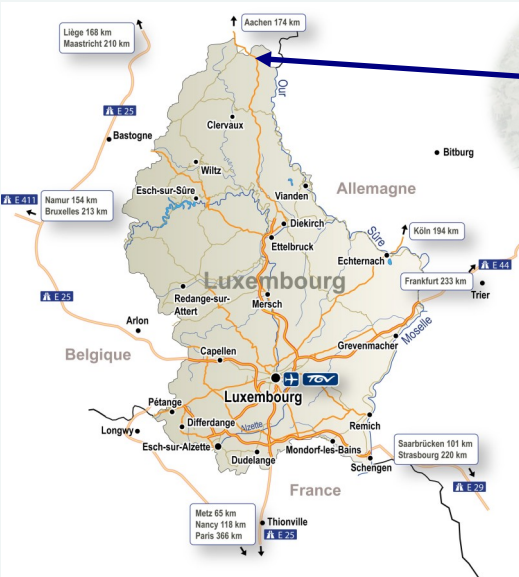 Aachen 174 km
Liège 168 km
Maastricht 210 km
Our
E 25
Clervaux
Bastogne
Bitburg
Wiltz
Esch-sur-Sûre
Vianden
Allemagne
E 411
Namur 154 km
Bruxelles 213 km
Diekirch
Sûre
Köln 194 km
Ettelbruck
Echternach
E 44
Luxembourg
Frankfurt 233 km
Trier
E 25
Redange-sur-
Attert
Mersch
Arlon
Moselle
Grevenmacher
Belgique
Capellen
TGV
Luxembourg
Pétange
Differdange
Alzette
Remich
Longwy
Esch-sur-Alzette
Mondorf-les-Bains
Saarbrücken 101 km
Strasbourg 220 km
Dudelange
Schengen
E 29
France
Metz 65 km
Nancy 118 km
Paris 366 km
Thionville
E 25